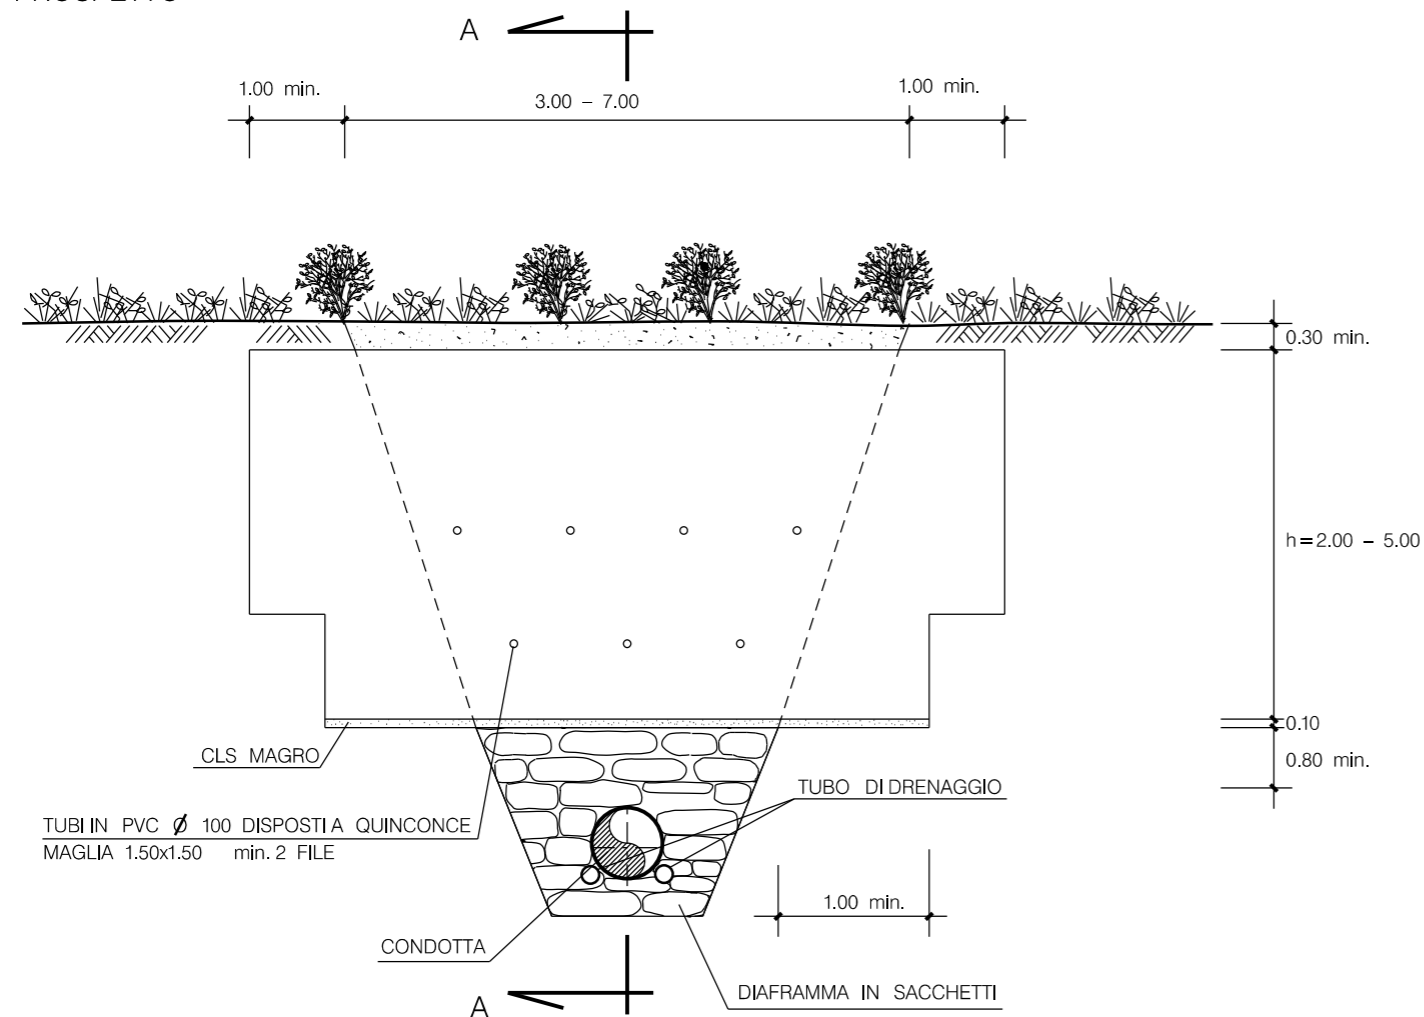 A
1.00 min.
3.00 - 7.00
1.00 min.
0.30 min.
h=2.00 - 5.00
0.10
CLS MAGRO
0.80 min.
TUBO DI DRENAGGIO
TUBI IN PVC Ø 100 DISPOSTI A QUINCONCE
MAGLIA 1.50x1.50 min. 2 FILE
1.00 min.
CONDOTTA
DIAFRAMMA IN SACCHETTI
A